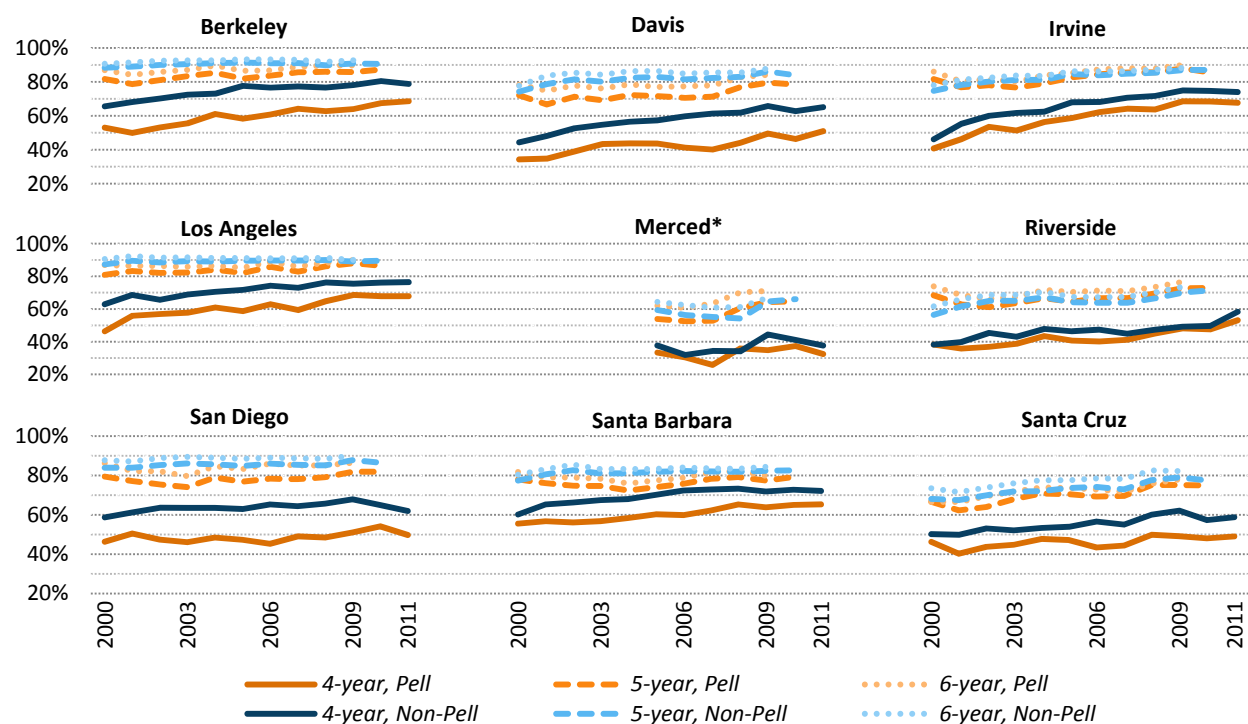 Berkeley Davis Irvine
100%
80%
60%
40%
20%
Los Angeles Merced* Riverside
100%
80%
60%
40%
20%
San Diego Santa Barbara Santa Cruz
100%
80%
60%
40%
20%
2000 2003 2006 2009 2011 2000 2003 2006 2009 2011 2000 2003 2006 2009 2011
4-year, Pell 5-year, Pell 6-year, Pell
4-year, Non-Pell 5-year, Non-Pell 6-year, Non-Pell